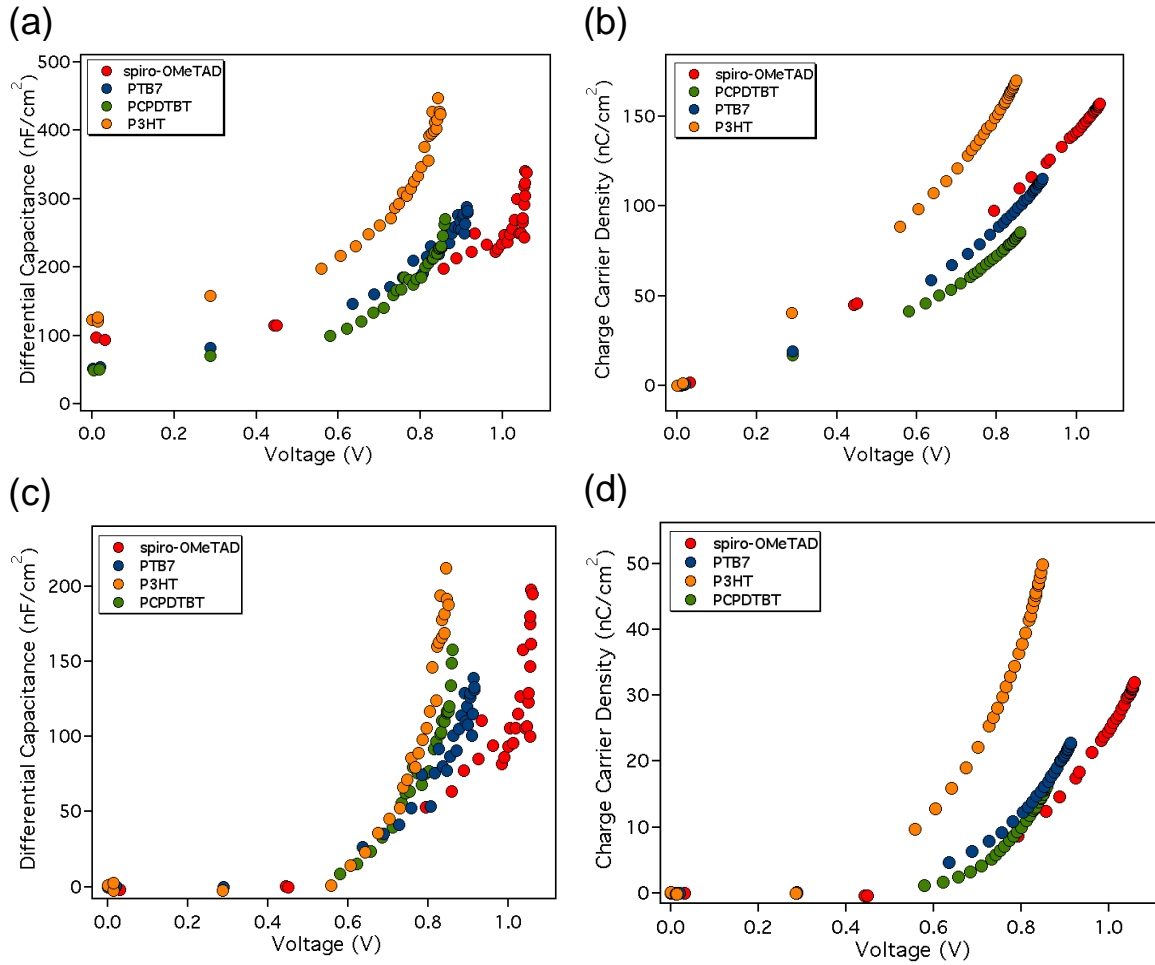 (a)
Differential Capacitance (nF/cm²)
500
400
300
200
100
0
spiro-OMeTAD
PTB7
PCPDTBT
P3HT
0.0 0.2 0.4 0.6 0.8 1.0
Voltage (V)
(b)
Charge Carrier Density (nC/cm²)
150
100
50
0
spiro-OMeTAD
PCPDTBT
PTB7
P3HT
0.0 0.2 0.4 0.6 0.8 1.0
Voltage (V)
(c)
Differential Capacitance (nF/cm²)
200
150
100
50
0
spiro-OMeTAD
PTB7
P3HT
PCPDTBT
0.0 0.2 0.4 0.6 0.8 1.0
Voltage (V)
(d)
Charge Carrier Density (nC/cm²)
50
40
30
20
10
0
spiro-OMeTAD
PTB7
P3HT
PCPDTBT
0.0 0.2 0.4 0.6 0.8 1.0
Voltage (V)